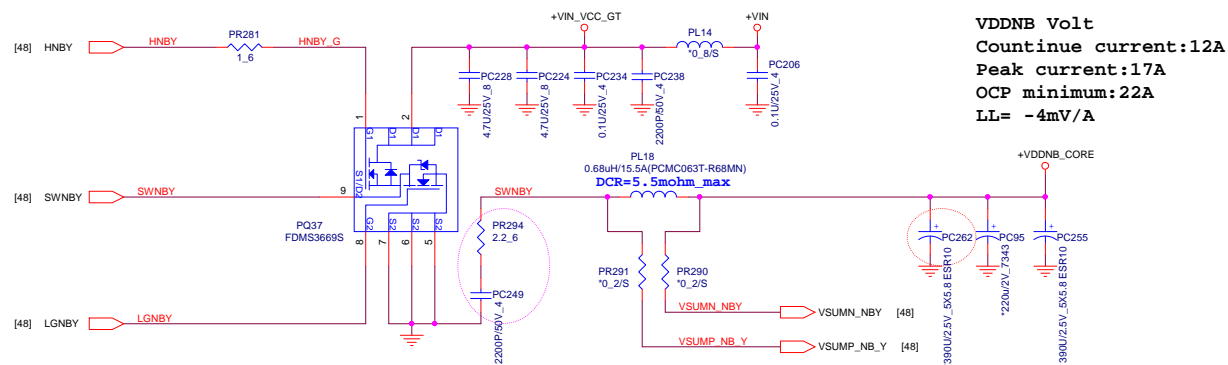 +VIN_VCC_GT
+VIN
VDDNB Volt
Countinue current:12A
Peak current:17A
OCP minimum:22A
LL= -4mV/A
[48] HNBY
HNBY
PR281
1_6
HNBY_G
PL14
*0_8/S
PC228
4.7U/25V_8
PC224
4.7U/25V_8
PC234
0.1U/25V_4
PC238
2200P/50V_4
PC206
0.1U/25V_4
1
2
G1
D1
D1
D1
S1/D2
G2
S2
S2
S2
9
8
7
6
5
PQ37
FDMS3669S
[48] SWNBY
SWNBY
SWNBY
PL18
0.68uH/15.5A(PCMC063T-R68MN)
DCR=5.5mohm_max
+VDDNB_CORE
PR294
2.2_6
PC249
2200P/50V_4
PR291
*0_2/S
PR290
*0_2/S
PC262
390U/2.5V_5X5.8 ESR10
PC95
*220u/2V_7343
PC255
390U/2.5V_5X5.8 ESR10
[48] LGNBY
LGNBY
VSUMN_NBY
VSUMN_NBY [48]
VSUMP_NB_Y
VSUMP_NB_Y [48]